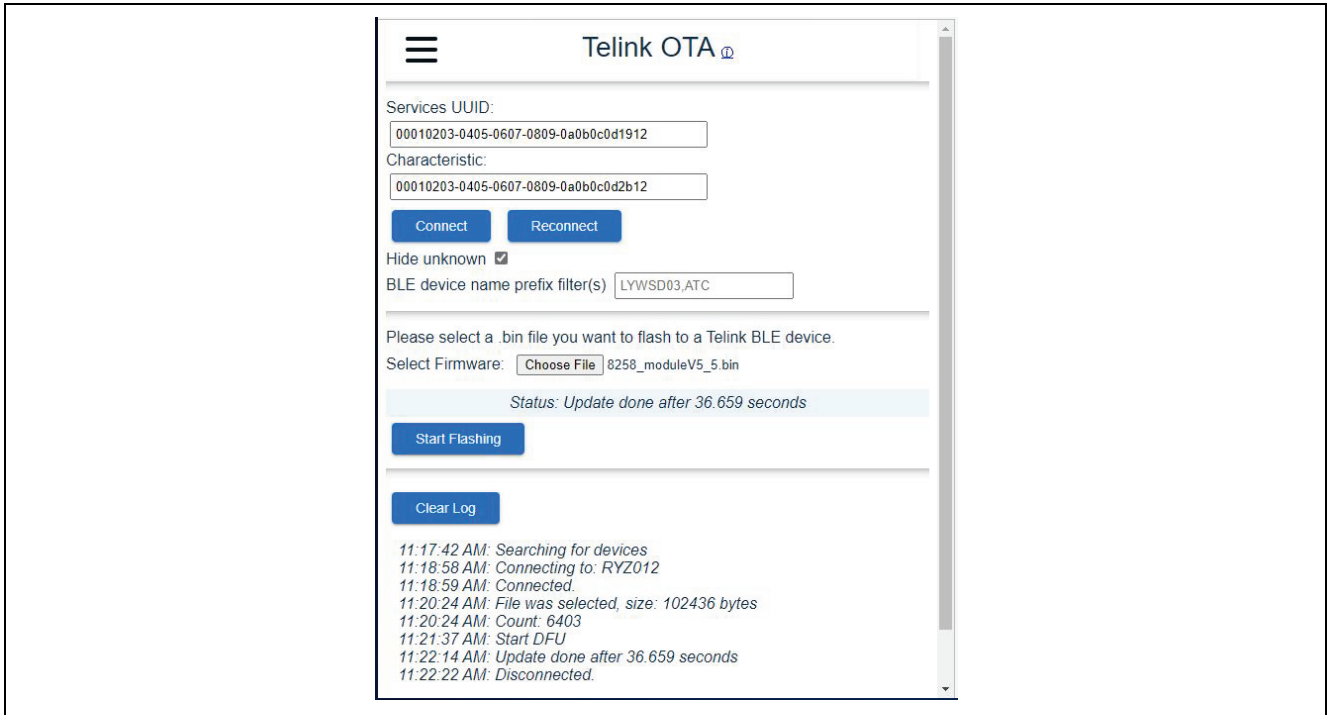 Telink OTA ⓘ
Services UUID:
00010203-0405-0607-0809-0a0b0c0d1912
Characteristic:
00010203-0405-0607-0809-0a0b0c0d2b12
Connect Reconnect
Hide unknown
BLE device name prefix filter(s) LYWSD03,ATC
Please select a .bin file you want to flash to a Telink BLE device.
Select Firmware: Choose File 8258_moduleV5_5.bin
Status: Update done after 36.659 seconds
Start Flashing
Clear Log
11:17:42 AM: Searching for devices
11:18:58 AM: Connecting to: RYZ012
11:18:59 AM: Connected.
11:20:24 AM: File was selected, size: 102436 bytes
11:20:24 AM: Count: 6403
11:21:37 AM: Start DFU
11:22:14 AM: Update done after 36.659 seconds
11:22:22 AM: Disconnected.